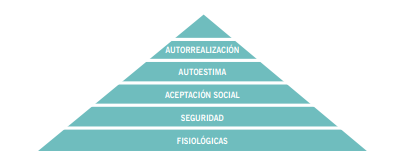 AUTORREALIZACIÓN
AUTOESTIMA
ACEPTACIÓN SOCIAL
SEGURIDAD
FISIOLÓGICAS